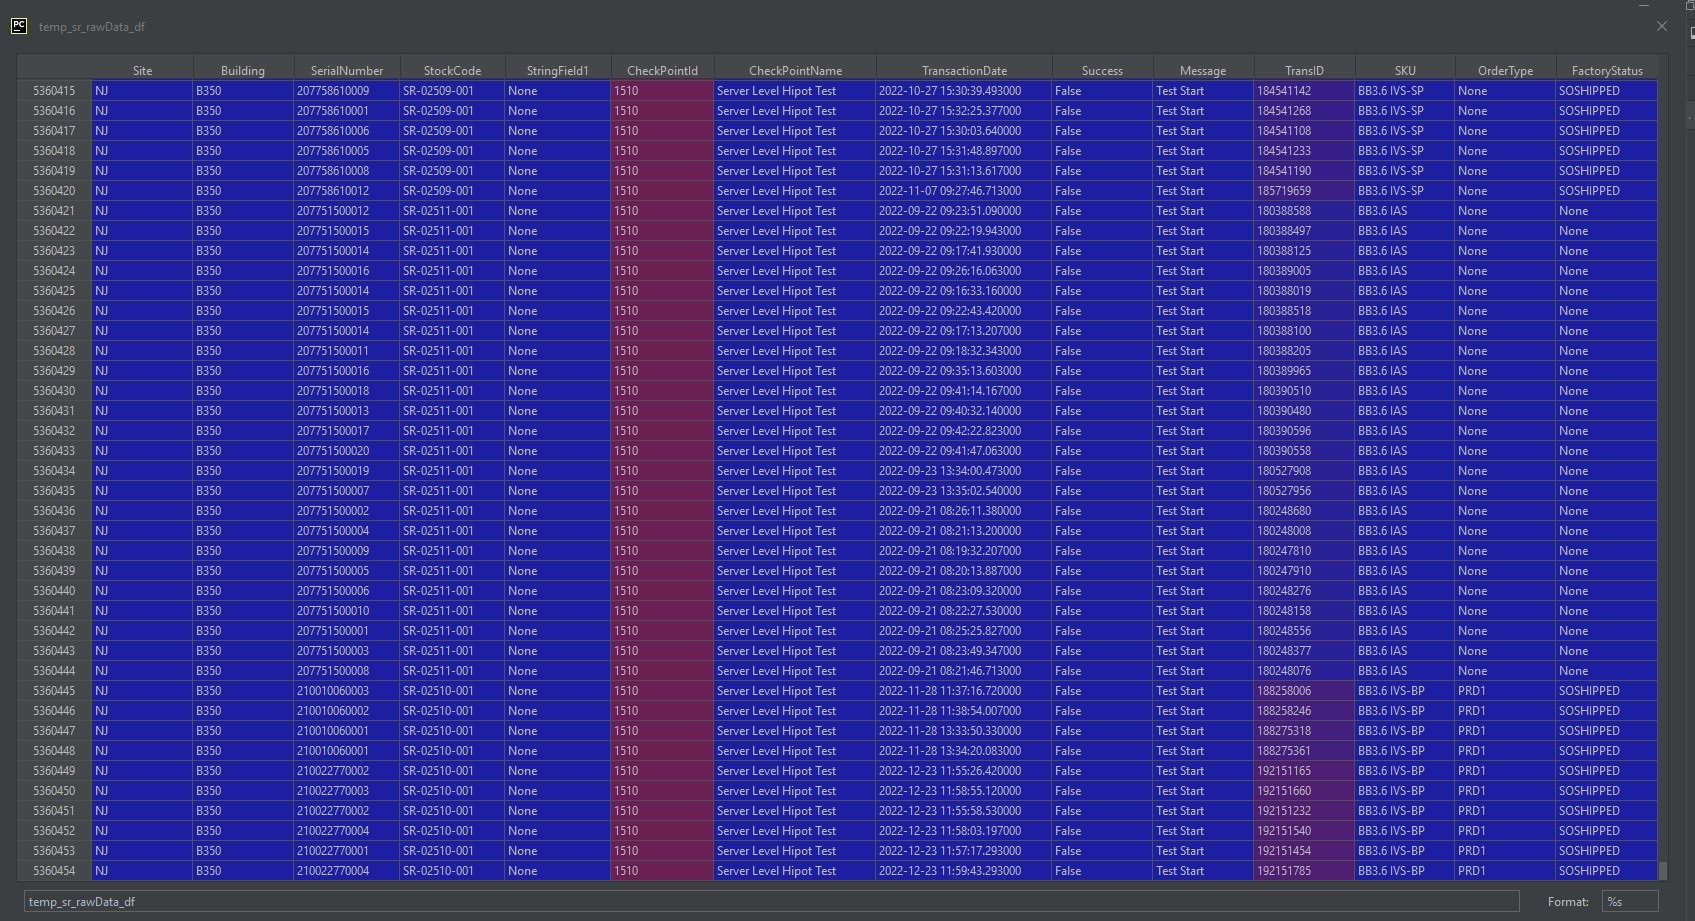 PC temp_sr_rawData_df
Site Building SerialNumber StockCode StringField1 CheckPointId CheckPointName TransactionDate Success Message TransID SKU OrderType FactoryStatus
5360415 NJ B350 207758610009 SR-02509-001 None 1510 Server Level Hipot Test 2022-10-27 15:30:39.493000 False Test Start 184541142 BB3.6 IVS-SP None SOSHIPPED
5360416 NJ B350 207758610001 SR-02509-001 None 1510 Server Level Hipot Test 2022-10-27 15:32:25.377000 False Test Start 184541268 BB3.6 IVS-SP None SOSHIPPED
5360417 NJ B350 207758610006 SR-02509-001 None 1510 Server Level Hipot Test 2022-10-27 15:30:03.640000 False Test Start 184541108 BB3.6 IVS-SP None SOSHIPPED
5360418 NJ B350 207758610005 SR-02509-001 None 1510 Server Level Hipot Test 2022-10-27 15:31:48.897000 False Test Start 184541233 BB3.6 IVS-SP None SOSHIPPED
5360419 NJ B350 207758610008 SR-02509-001 None 1510 Server Level Hipot Test 2022-10-27 15:31:13.617000 False Test Start 184541190 BB3.6 IVS-SP None SOSHIPPED
5360420 NJ B350 207758610012 SR-02509-001 None 1510 Server Level Hipot Test 2022-11-07 09:27:46.713000 False Test Start 185719659 BB3.6 IVS-SP None SOSHIPPED
5360421 NJ B350 207751500012 SR-02511-001 None 1510 Server Level Hipot Test 2022-09-22 09:23:51.090000 False Test Start 180388588 BB3.6 IAS None None
5360422 NJ B350 207751500015 SR-02511-001 None 1510 Server Level Hipot Test 2022-09-22 09:22:19.943000 False Test Start 180388497 BB3.6 IAS None None
5360423 NJ B350 207751500014 SR-02511-001 None 1510 Server Level Hipot Test 2022-09-22 09:17:41.930000 False Test Start 180388125 BB3.6 IAS None None
5360424 NJ B350 207751500016 SR-02511-001 None 1510 Server Level Hipot Test 2022-09-22 09:26:16.063000 False Test Start 180389005 BB3.6 IAS None None
5360425 NJ B350 207751500014 SR-02511-001 None 1510 Server Level Hipot Test 2022-09-22 09:16:33.160000 False Test Start 180388019 BB3.6 IAS None None
5360426 NJ B350 207751500015 SR-02511-001 None 1510 Server Level Hipot Test 2022-09-22 09:22:43.420000 False Test Start 180388518 BB3.6 IAS None None
5360427 NJ B350 207751500014 SR-02511-001 None 1510 Server Level Hipot Test 2022-09-22 09:17:13.207000 False Test Start 180388100 BB3.6 IAS None None
5360428 NJ B350 207751500011 SR-02511-001 None 1510 Server Level Hipot Test 2022-09-22 09:18:32.343000 False Test Start 180388205 BB3.6 IAS None None
5360429 NJ B350 207751500016 SR-02511-001 None 1510 Server Level Hipot Test 2022-09-22 09:35:13.603000 False Test Start 180389965 BB3.6 IAS None None
5360430 NJ B350 207751500018 SR-02511-001 None 1510 Server Level Hipot Test 2022-09-22 09:41:14.167000 False Test Start 180390510 BB3.6 IAS None None
5360431 NJ B350 207751500013 SR-02511-001 None 1510 Server Level Hipot Test 2022-09-22 09:40:32.140000 False Test Start 180390480 BB3.6 IAS None None
5360432 NJ B350 207751500017 SR-02511-001 None 1510 Server Level Hipot Test 2022-09-22 09:42:22.823000 False Test Start 180390596 BB3.6 IAS None None
5360433 NJ B350 207751500020 SR-02511-001 None 1510 Server Level Hipot Test 2022-09-22 09:41:47.063000 False Test Start 180390558 BB3.6 IAS None None
5360434 NJ B350 207751500019 SR-02511-001 None 1510 Server Level Hipot Test 2022-09-23 13:34:00.473000 False Test Start 180527908 BB3.6 IAS None None
5360435 NJ B350 207751500007 SR-02511-001 None 1510 Server Level Hipot Test 2022-09-23 13:35:02.540000 False Test Start 180527956 BB3.6 IAS None None
5360436 NJ B350 207751500002 SR-02511-001 None 1510 Server Level Hipot Test 2022-09-21 08:26:11.380000 False Test Start 180248680 BB3.6 IAS None None
5360437 NJ B350 207751500004 SR-02511-001 None 1510 Server Level Hipot Test 2022-09-21 08:21:13.200000 False Test Start 180248008 BB3.6 IAS None None
5360438 NJ B350 207751500009 SR-02511-001 None 1510 Server Level Hipot Test 2022-09-21 08:19:32.207000 False Test Start 180247810 BB3.6 IAS None None
5360439 NJ B350 207751500005 SR-02511-001 None 1510 Server Level Hipot Test 2022-09-21 08:20:13.887000 False Test Start 180247910 BB3.6 IAS None None
5360440 NJ B350 207751500006 SR-02511-001 None 1510 Server Level Hipot Test 2022-09-21 08:23:09.320000 False Test Start 180248276 BB3.6 IAS None None
5360441 NJ B350 207751500010 SR-02511-001 None 1510 Server Level Hipot Test 2022-09-21 08:22:27.530000 False Test Start 180248158 BB3.6 IAS None None
5360442 NJ B350 207751500001 SR-02511-001 None 1510 Server Level Hipot Test 2022-09-21 08:25:25.827000 False Test Start 180248556 BB3.6 IAS None None
5360443 NJ B350 207751500003 SR-02511-001 None 1510 Server Level Hipot Test 2022-09-21 08:23:49.347000 False Test Start 180248377 BB3.6 IAS None None
5360444 NJ B350 207751500008 SR-02511-001 None 1510 Server Level Hipot Test 2022-09-21 08:21:46.713000 False Test Start 180248076 BB3.6 IAS None None
5360445 NJ B350 210010060003 SR-02510-001 None 1510 Server Level Hipot Test 2022-11-28 11:37:16.720000 False Test Start 188258006 BB3.6 IVS-BP PRD1 SOSHIPPED
5360446 NJ B350 210010060002 SR-02510-001 None 1510 Server Level Hipot Test 2022-11-28 11:38:54.007000 False Test Start 188258246 BB3.6 IVS-BP PRD1 SOSHIPPED
5360447 NJ B350 210010060001 SR-02510-001 None 1510 Server Level Hipot Test 2022-11-28 13:33:50.330000 False Test Start 188275318 BB3.6 IVS-BP PRD1 SOSHIPPED
5360448 NJ B350 210010060001 SR-02510-001 None 1510 Server Level Hipot Test 2022-11-28 13:34:20.083000 False Test Start 188275361 BB3.6 IVS-BP PRD1 SOSHIPPED
5360449 NJ B350 210022770002 SR-02510-001 None 1510 Server Level Hipot Test 2022-12-23 11:55:26.420000 False Test Start 192151165 BB3.6 IVS-BP PRD1 SOSHIPPED
5360450 NJ B350 210022770003 SR-02510-001 None 1510 Server Level Hipot Test 2022-12-23 11:58:55.120000 False Test Start 192151660 BB3.6 IVS-BP PRD1 SOSHIPPED
5360451 NJ B350 210022770002 SR-02510-001 None 1510 Server Level Hipot Test 2022-12-23 11:55:58.530000 False Test Start 192151232 BB3.6 IVS-BP PRD1 SOSHIPPED
5360452 NJ B350 210022770004 SR-02510-001 None 1510 Server Level Hipot Test 2022-12-23 11:58:03.197000 False Test Start 192151540 BB3.6 IVS-BP PRD1 SOSHIPPED
5360453 NJ B350 210022770001 SR-02510-001 None 1510 Server Level Hipot Test 2022-12-23 11:57:17.293000 False Test Start 192151454 BB3.6 IVS-BP PRD1 SOSHIPPED
5360454 NJ B350 210022770004 SR-02510-001 None 1510 Server Level Hipot Test 2022-12-23 11:59:43.293000 False Test Start 192151785 BB3.6 IVS-BP PRD1 SOSHIPPED
temp_sr_rawData_df Format: %s